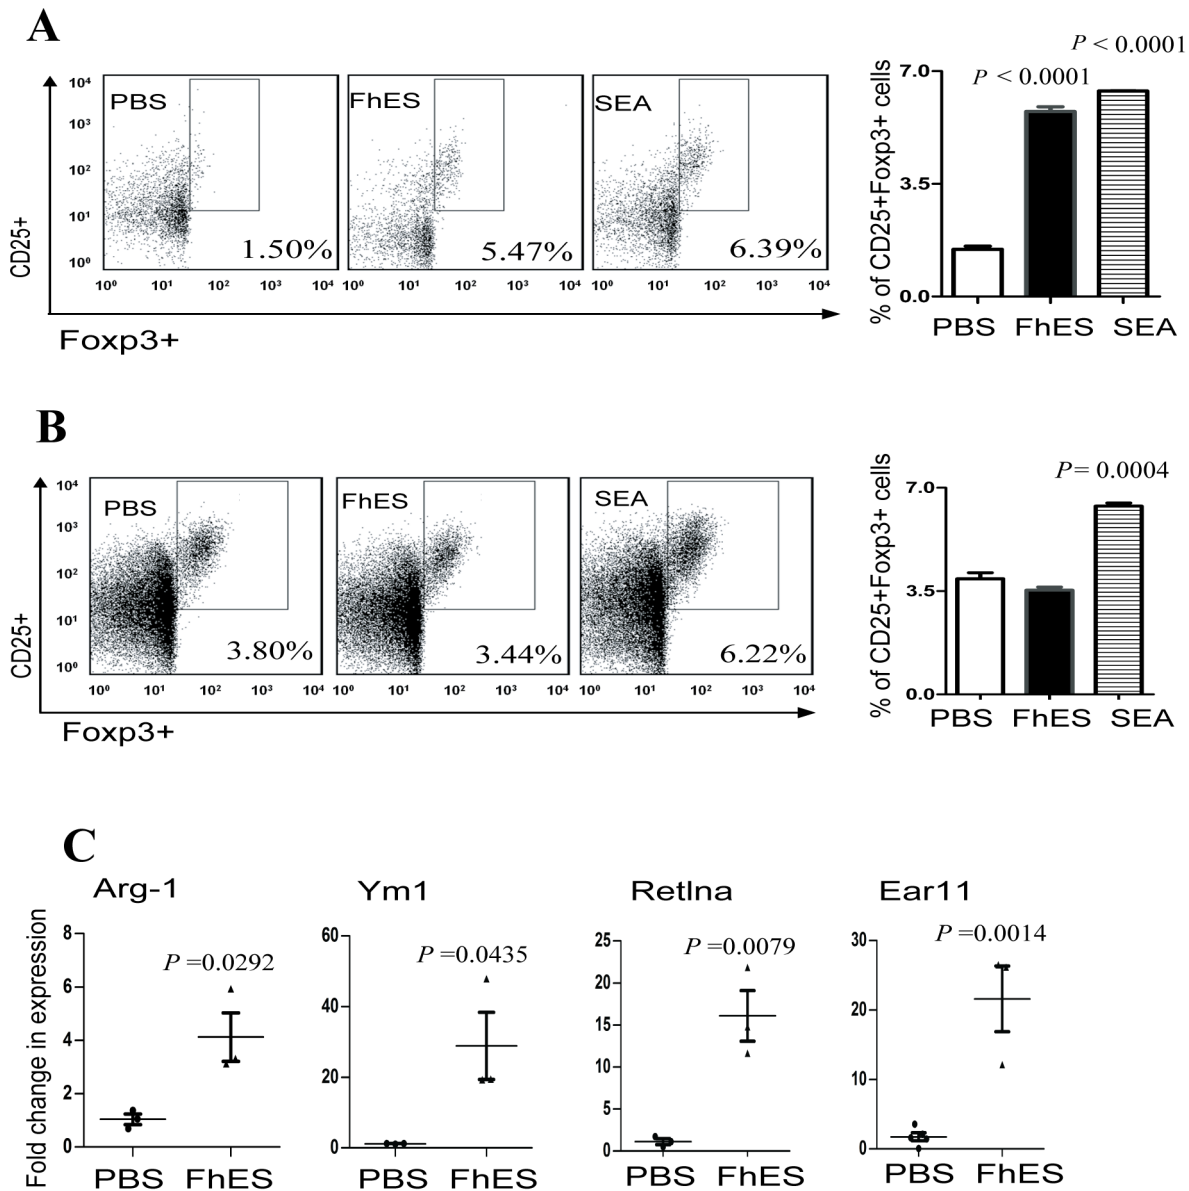 A
P < 0.0001
P < 0.0001
CD25+
10⁴
10³
10²
10¹
10⁰
PBS
1.50%
FhES
5.47%
SEA
6.39%
10⁰ 10¹ 10² 10³ 10⁴
10⁰ 10¹ 10² 10³ 10⁴
10⁰ 10¹ 10² 10³ 10⁴
Foxp3+
% of CD25+Foxp3+ cells
7.0
3.5
0.0
PBS FhES SEA
B
P= 0.0004
CD25+
10⁴
10³
10²
10¹
10⁰
PBS
3.80%
FhES
3.44%
SEA
6.22%
10⁰ 10¹ 10² 10³ 10⁴
10⁰ 10¹ 10² 10³ 10⁴
10⁰ 10¹ 10² 10³ 10⁴
Foxp3+
% of CD25+Foxp3+ cells
7.0
3.5
0.0
PBS FhES SEA
C
Fold change in expression
Arg-1
P =0.0292
8
6
4
2
0
PBS FhES
Ym1
P =0.0435
60
40
20
0
PBS FhES
Retlna
P =0.0079
25
20
15
10
5
0
PBS FhES
Ear11
P =0.0014
30
20
10
0
PBS FhES